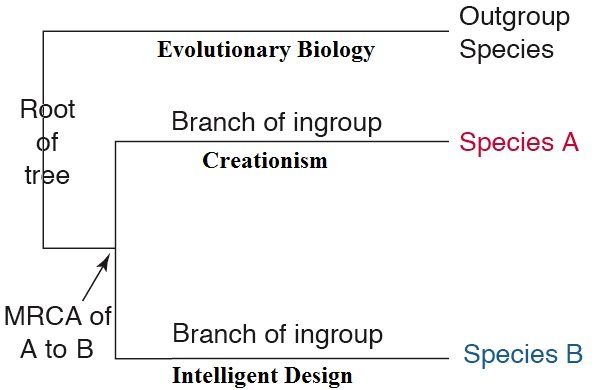 Outgroup
Species
Evolutionary Biology
Root
of
tree
Branch of ingroup
Species A
Creationism
MRCA of
A to B
Branch of ingroup
Species B
Intelligent Design